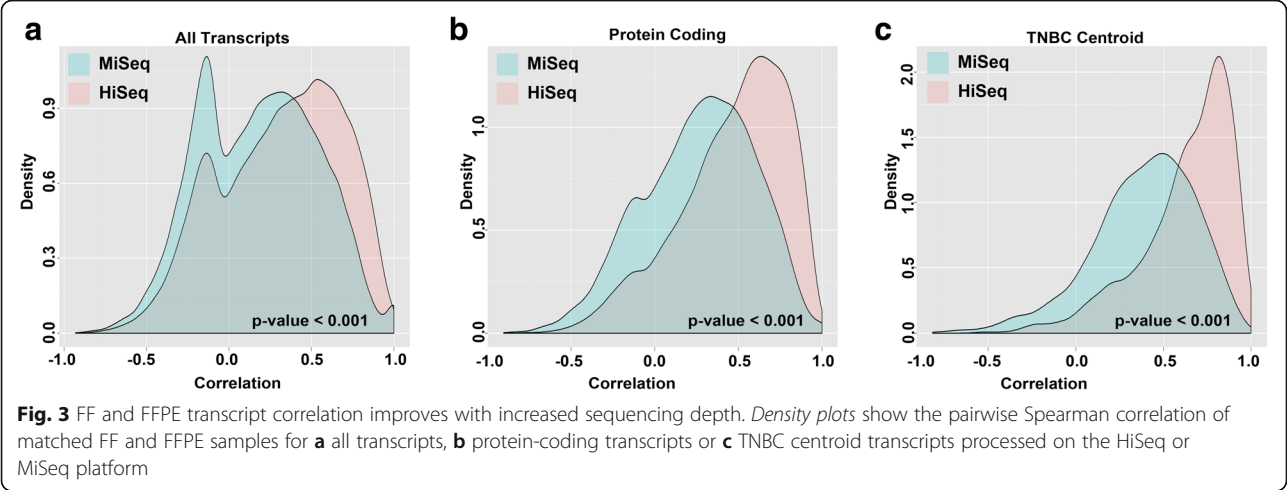 a
All Transcripts
MiSeq
HiSeq
Density
0.0
0.3
0.6
0.9
p-value < 0.001
-1.0 -0.5 0.0 0.5 1.0
Correlation
b
Protein Coding
MiSeq
HiSeq
Density
0.0
0.5
1.0
p-value < 0.001
-1.0 -0.5 0.0 0.5 1.0
Correlation
c
TNBC Centroid
MiSeq
HiSeq
Density
0.0
0.5
1.0
1.5
2.0
p-value < 0.001
-1.0 -0.5 0.0 0.5 1.0
Correlation
Fig. 3 FF and FFPE transcript correlation improves with increased sequencing depth. Density plots show the pairwise Spearman correlation of
matched FF and FFPE samples for a all transcripts, b protein-coding transcripts or c TNBC centroid transcripts processed on the HiSeq or
MiSeq platform